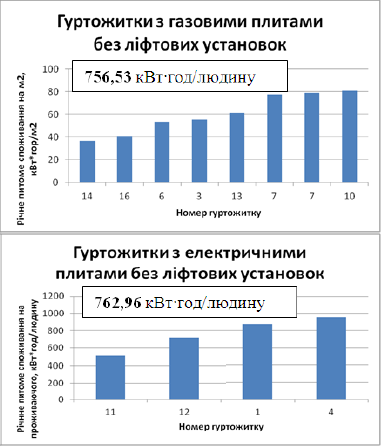 Гуртожитки з газовими плитами
без ліфтових установок
756,53 кВт·год/людину
Річне питоме споживання на м2,
кВт*гор/м2
100
80
60
40
20
0
14 16 6 3 13 7 7 10
Номер гуртожитку
Гуртожитки з електричними
плитами без ліфтових установок
762,96 кВт·год/людину
Річнне питоме споживання на
проживаючого, кВт*год/людину
1200
1000
800
600
400
200
0
11 12 1 4
Номер гуртожитку